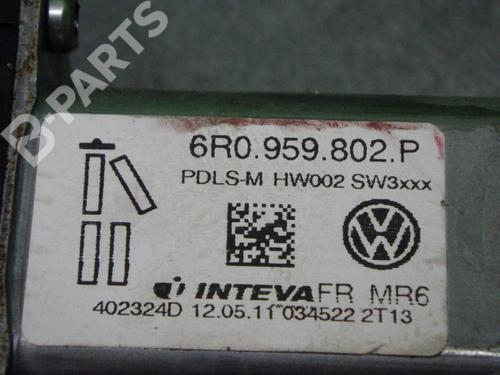 B-PARTS
6R0.959.802.P
PDLS-M HW002 SW3xxx
INTEVA FR MR6
402324D 12.05.11 034522 2T13